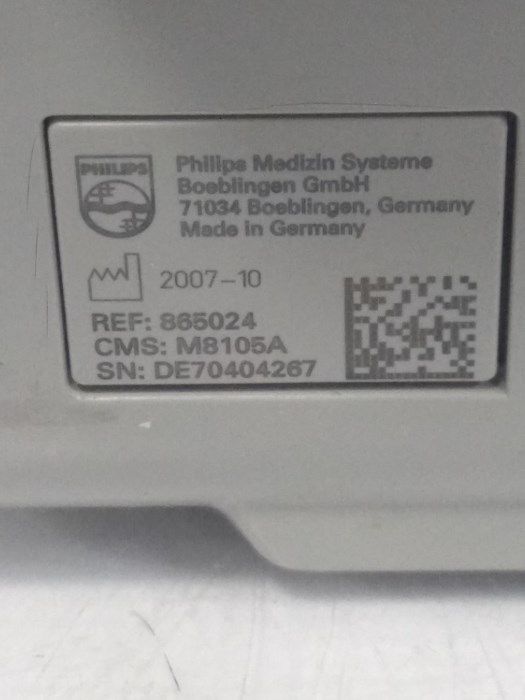 PHILIPS
Philips Medizin Systeme
Boeblingen GmbH
71034 Boeblingen, Germany
Made in Germany
2007-10
REF: 865024
CMS: M8105A
SN: DE70404267